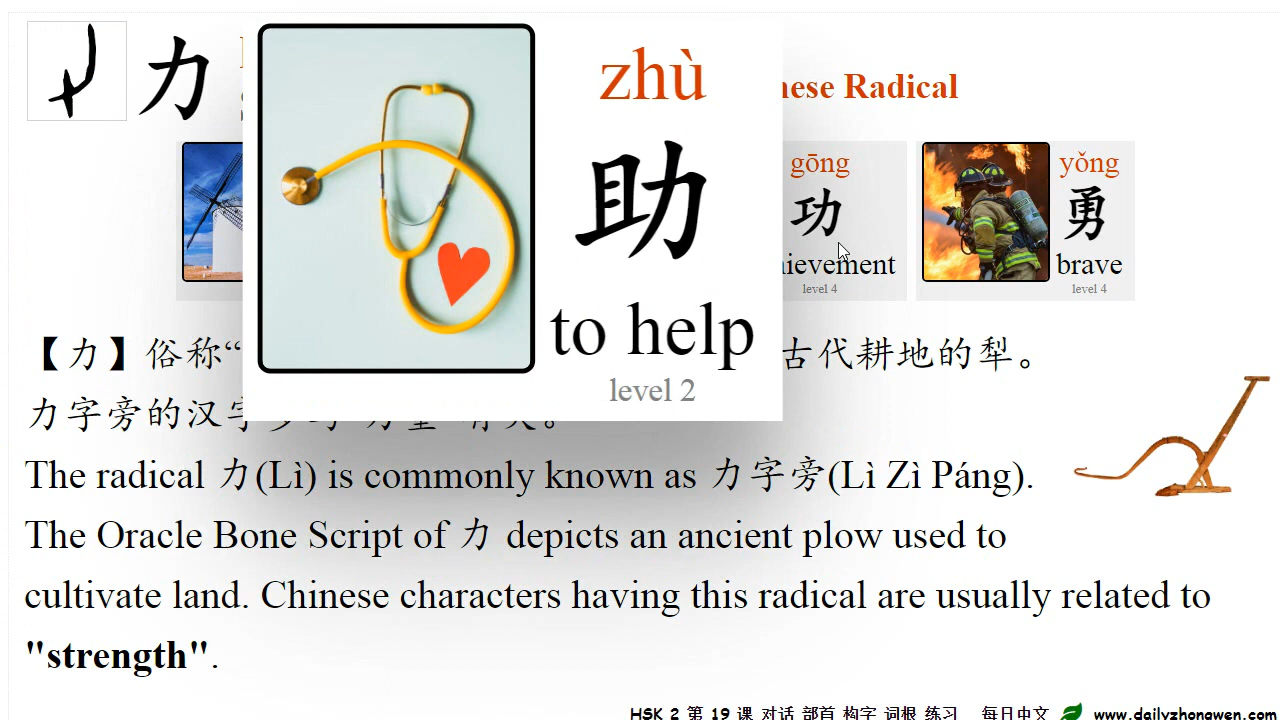 力
nese Radical
zhù
助
to help
level 2
gōng
功
ievement
level 4
yǒng
勇
brave
level 4
【力】俗称“
古代耕地的犁。
力字旁的汉字
The radical 力(Lì) is commonly known as 力字旁(Lì Zì Páng).
The Oracle Bone Script of 力 depicts an ancient plow used to
cultivate land. Chinese characters having this radical are usually related to
"strength".
HSK 2 第 19 课 对话 部首 构字 词根 练习 每日中文 www.dailyzhongwen.com